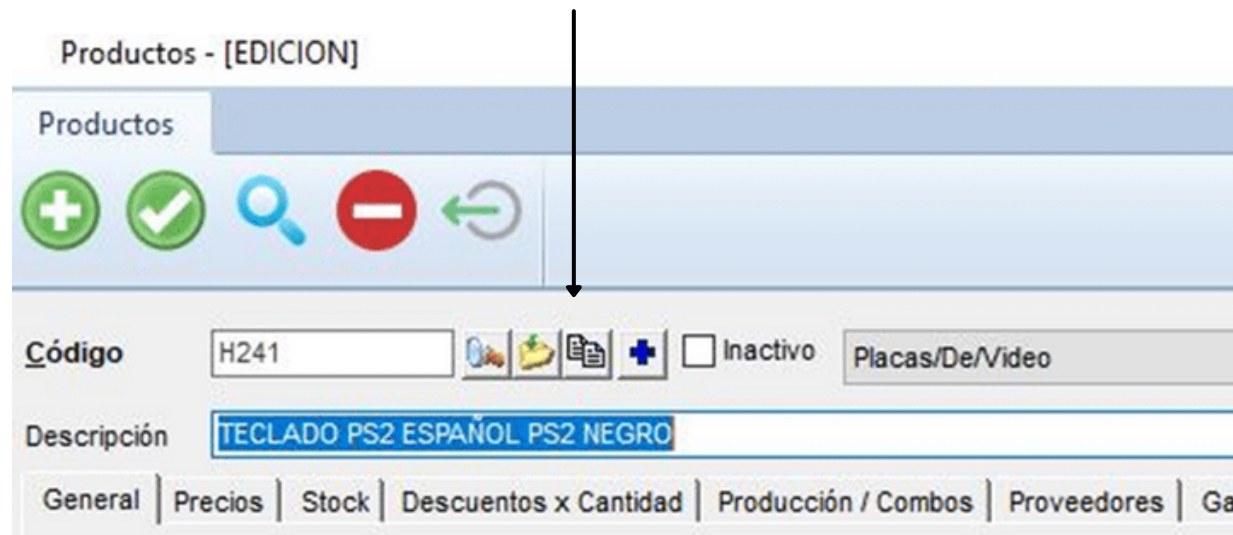 Productos - [EDICION]
Productos
Código H241 Inactivo Placas/De/Video
Descripción TECLADO PS2 ESPAÑOL PS2 NEGRO
General Precios Stock Descuentos x Cantidad Producción / Combos Proveedores Ga